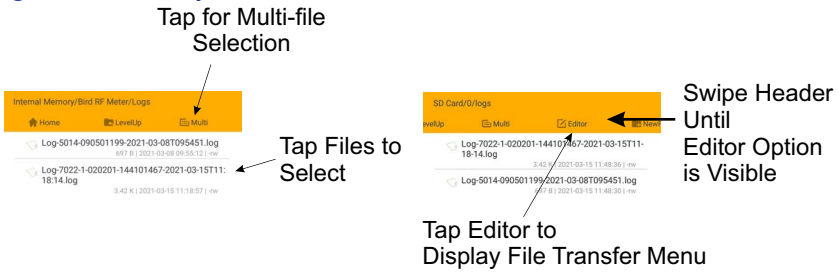 Tap for Multi-file
Selection
Internal Memory/Bird RF Meter/Logs
Home
LevelUp
Multi
Log-5014-090501199-2021-03-08T095451.log
697 B | 2021-03-08 09:55:12 | -rw
Log-7022-1-020201-144101467-2021-03-15T11:
18:14.log
3.42 K | 2021-03-15 11:18:57 | -rw
Tap Files to
Select
SD Card/0/logs
evelUp
Multi
Editor
New
Log-7022-1-020201-144101467-2021-03-15T11-
18-14.log
3.42 K | 2021-03-15 11:48:36 | -rw
Log-5014-090501199-2021-03-08T095451.log
697 B | 2021-03-15 11:48:30 | -rw
Swipe Header
Until
Editor Option
is Visible
Tap Editor to
Display File Transfer Menu